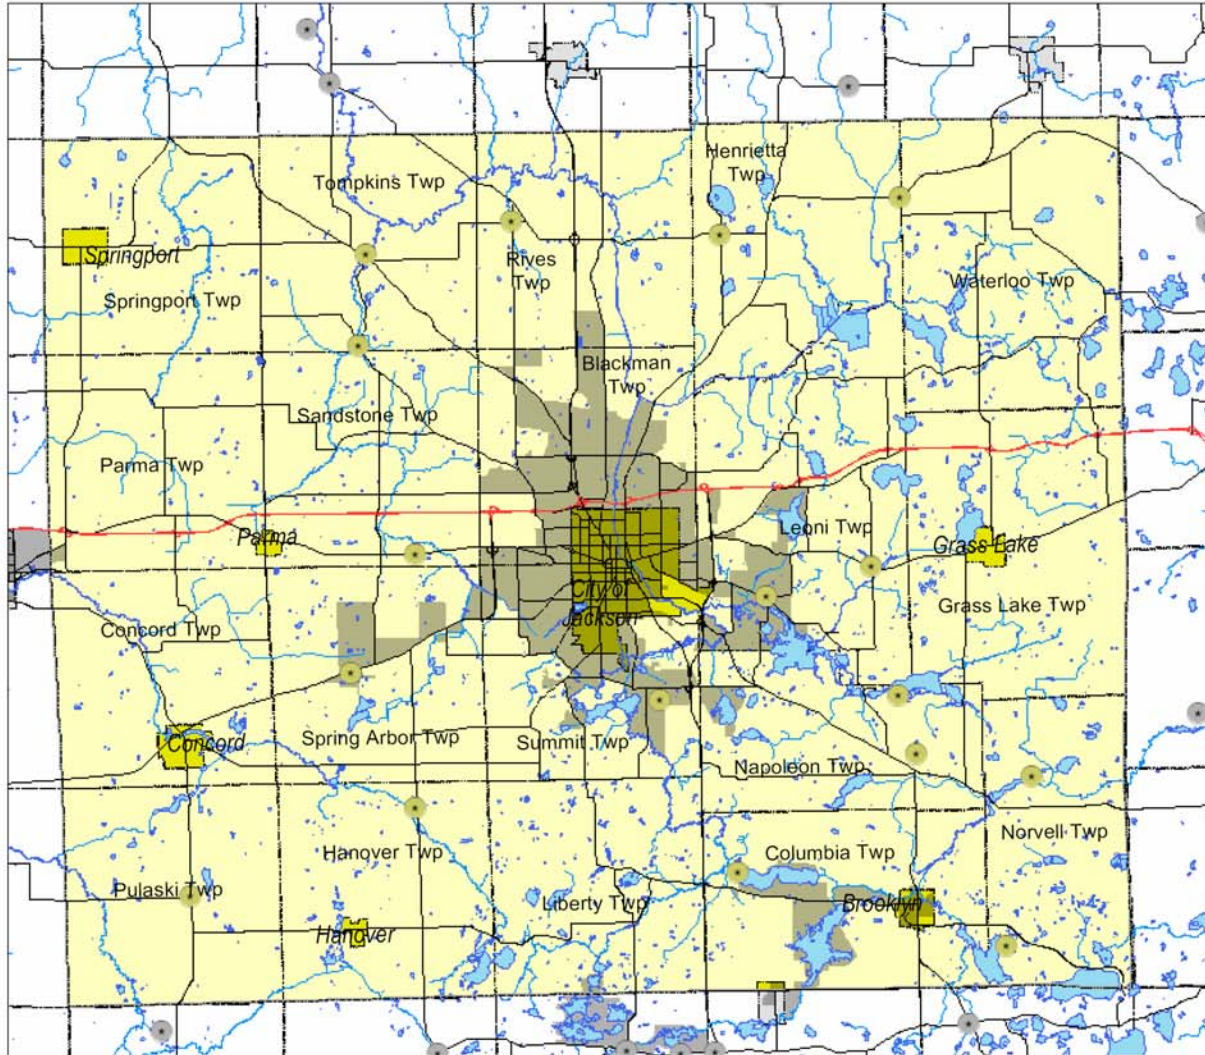 Henrietta
Twp
Tompkins Twp
Springport
Rives
Twp
Waterloo Twp
Springport Twp
Blackman
Twp
Sandstone Twp
Parma Twp
Leoni Twp
Parma
Grass Lake
City of
Jackson
Grass Lake Twp
Concord Twp
Concord
Spring Arbor Twp
Summit Twp
Napoleon Twp
Norvell Twp
Hanover Twp
Columbia Twp
Pulaski Twp
Liberty Twp
Brooklyn
Hanover